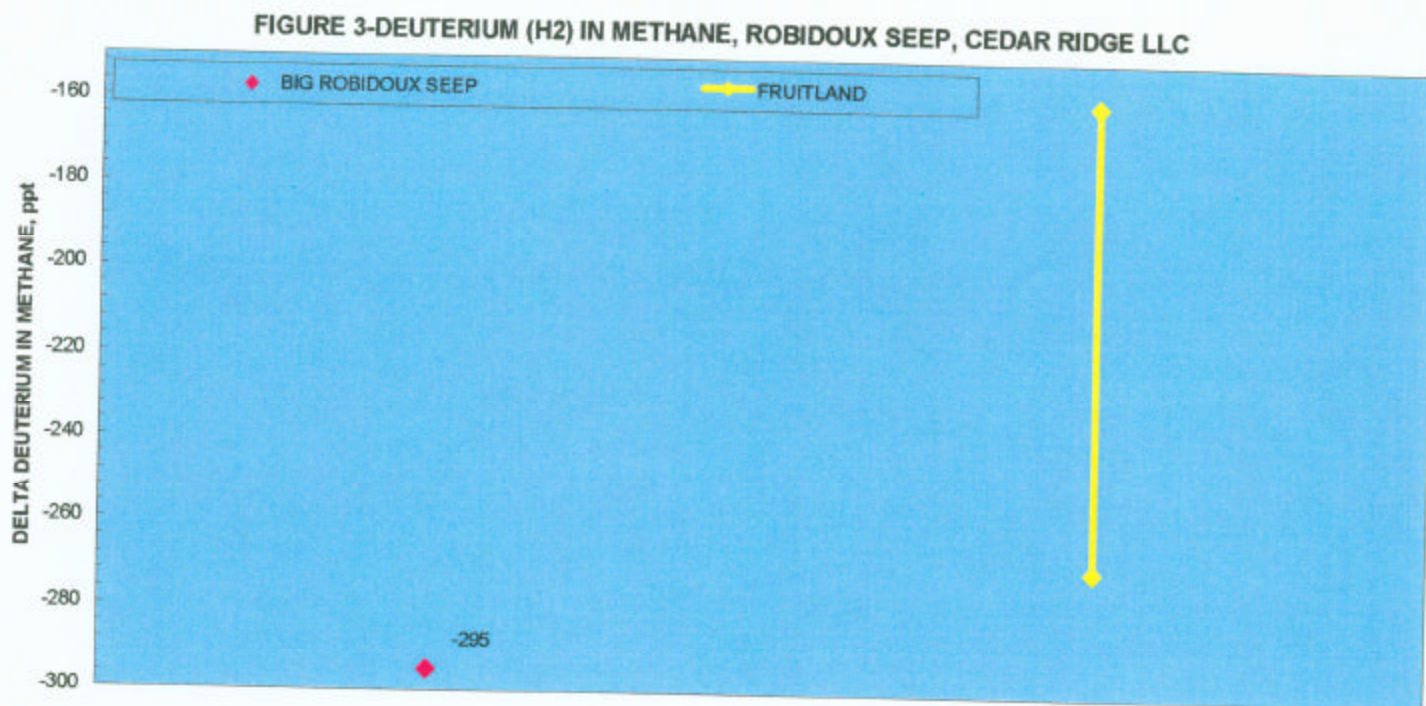 FIGURE 3-DEUTERIUM (H2) IN METHANE, ROBIDOUX SEEP, CEDAR RIDGE LLC
BIG ROBIDOUX SEEP
FRUITLAND
DELTA DEUTERIUM IN METHANE, ppt
-160
-180
-200
-220
-240
-260
-280
-300
-295